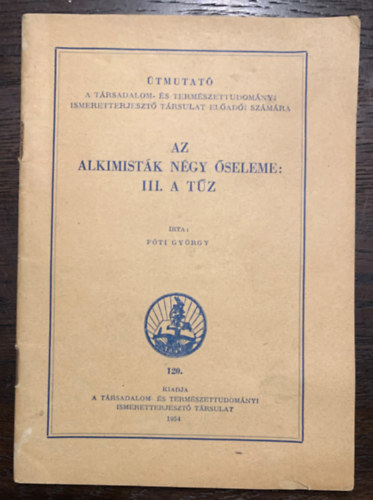 ÚTMUTATÓ
A TÁRSADALOM- ÉS TERMÉSZETTUDOMÁNYI
ISMERETTERJESZTŐ TÁRSULAT ELŐADÓI SZÁMÁRA
AZ
ALKIMISTÁK NÉGY ŐSELEME:
III. A TŰZ
IRTA:
FÓTI GYÖRGY
120.
KIADJA
A TÁRSADALOM- ÉS TERMÉSZETTUDOMÁNYI
ISMERETTERJESZTŐ TÁRSULAT
1954